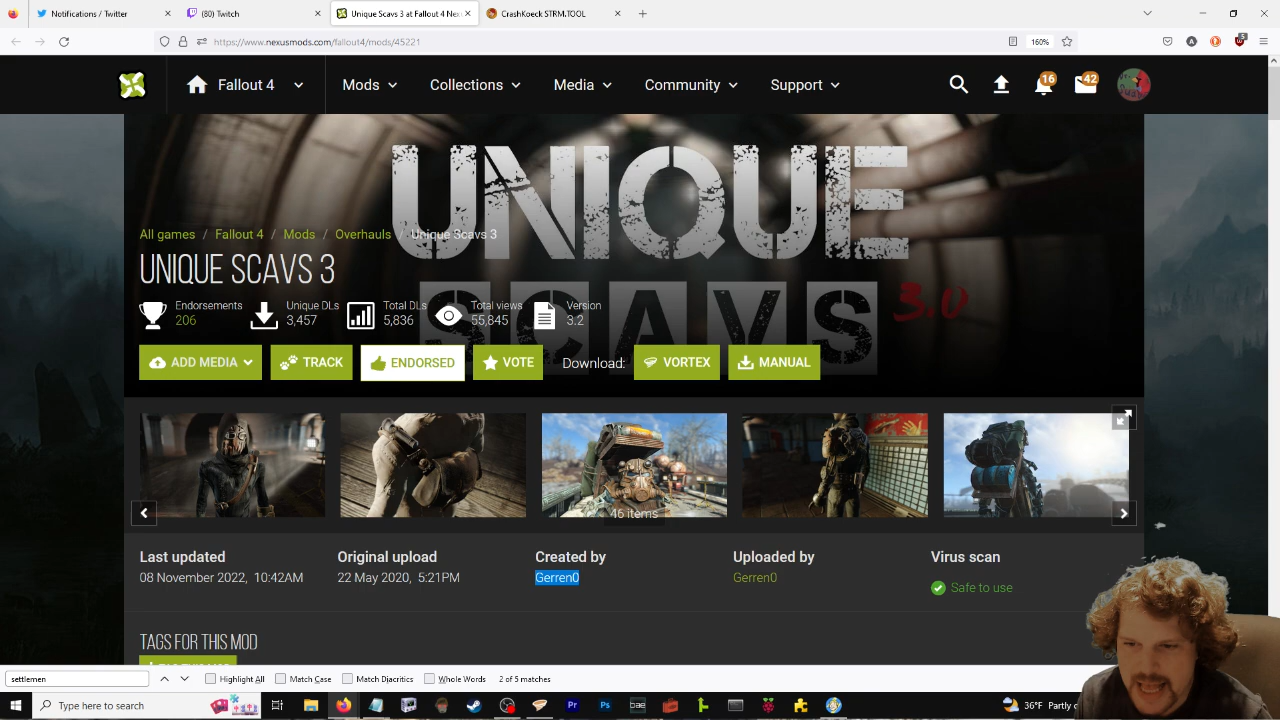 Notifications / Twitter
(80) Twitch
Unique Scavs 3 at Fallout 4 Nex
CrashKoeck STRM.TOOL
https://www.nexusmods.com/fallout4/mods/45221
160%
Fallout 4
Mods
Collections
Media
Community
Support
16
42
UNIQUE
SCAVS 3.0
All games / Fallout 4 / Mods / Overhauls / Unique Scavs 3
UNIQUE SCAVS 3
Endorsements
206
Unique DLs
3,457
Total DLs
5,836
Total views
55,845
Version
3.2
ADD MEDIA
TRACK
ENDORSED
VOTE
Download:
VORTEX
MANUAL
46 items
Last updated
08 November 2022, 10:42AM
Original upload
22 May 2020, 5:21PM
Created by
Gerren0
Uploaded by
Gerren0
Virus scan
Safe to use
TAGS FOR THIS MOD
settlemen
Highlight All
Match Case
Match Diacritics
Whole Words
2 of 5 matches
Type here to search
36°F Partly